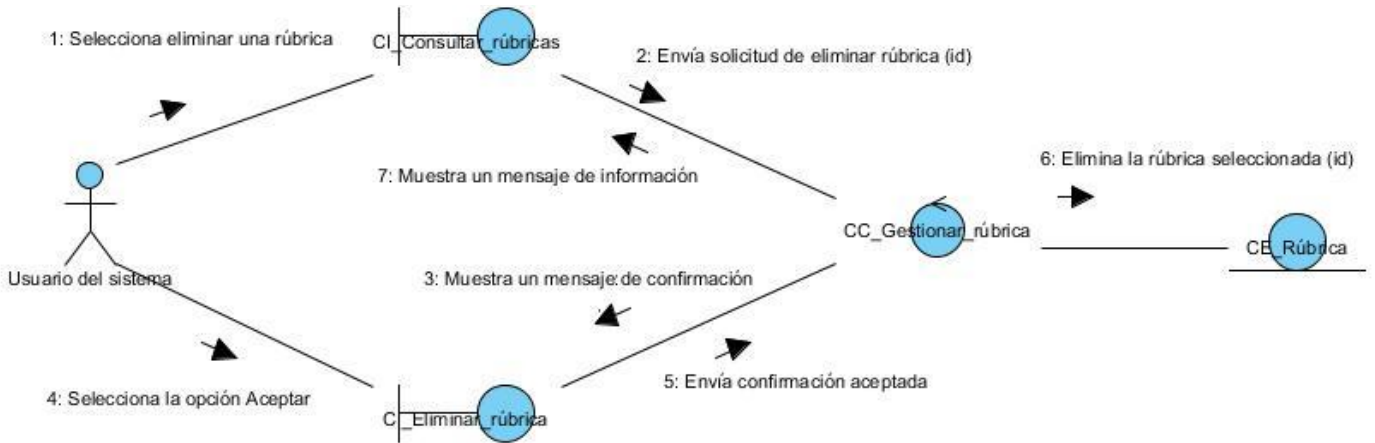 1: Selecciona eliminar una rúbrica
CI_Consultar_rúbricas
2: Envía solicitud de eliminar rúbrica (id)
7: Muestra un mensaje de información
6: Elimina la rúbrica seleccionada (id)
CC_Gestionar_rúbrica
CE_Rúbrica
Usuario del sistema
3: Muestra un mensaje de confirmación
4: Selecciona la opción Aceptar
CI_Eliminar_rúbrica
5: Envía confirmación aceptada